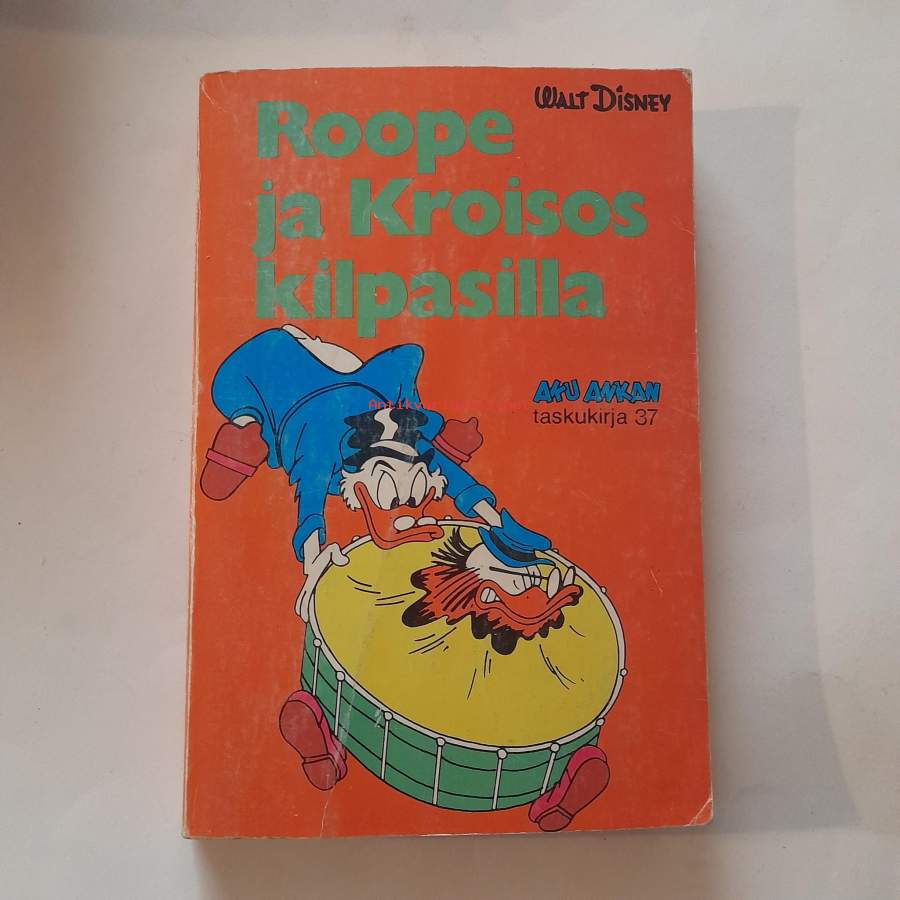 WALT DISNEY
Roope
ja Kroisos
kilpasilla
AKU ANKAN
taskukirja 37